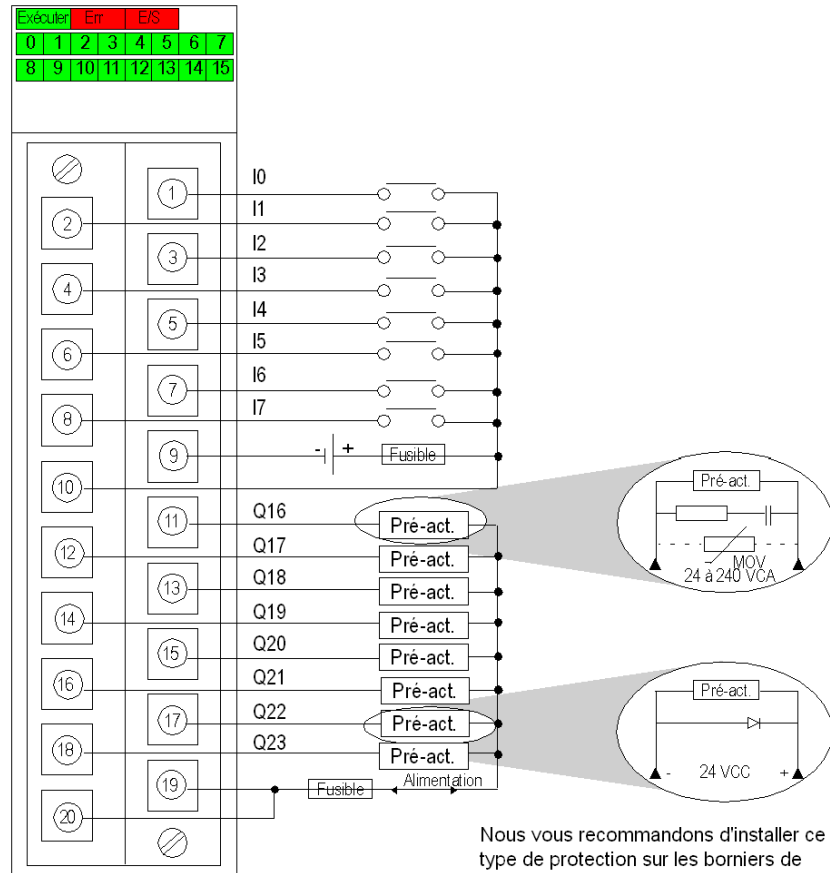 Exécuter Err E/S
0 1 2 3 4 5 6 7
8 9 10 11 12 13 14 15
1 I0
2 I1
3 I2
4 I3
5 I4
6 I5
7 I6
8 I7
9 - + Fusible
10
11 Q16 Pré-act.
12 Q17 Pré-act.
13 Q18 Pré-act.
14 Q19 Pré-act.
15 Q20 Pré-act.
16 Q21 Pré-act.
17 Q22 Pré-act.
18 Q23 Pré-act.
19 Fusible Alimentation
20
Pré-act.
MOV
24 à 240 VCA
Pré-act.
- 24 VCC +
Nous vous recommandons d'installer ce
type de protection sur les borniers de